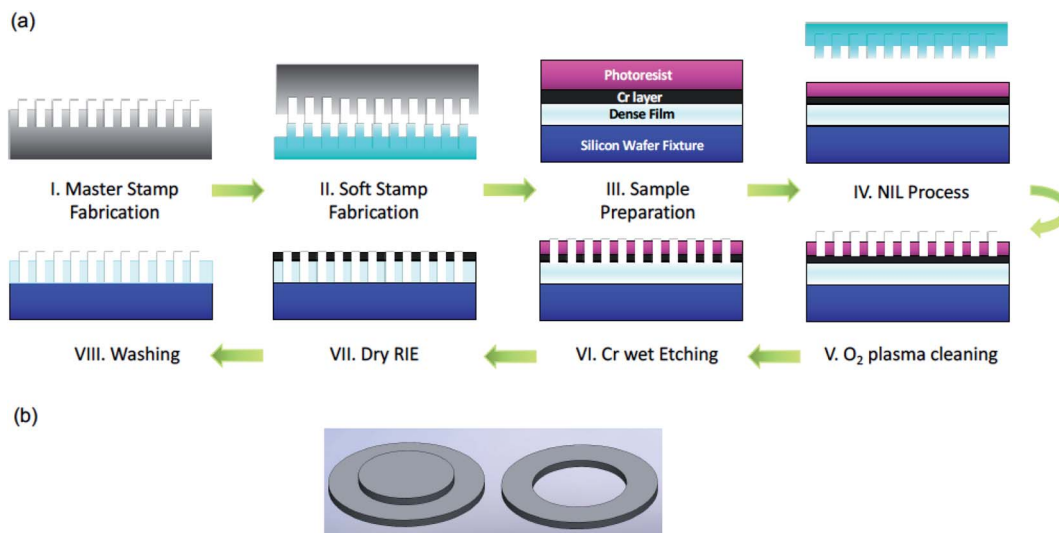 (a)
Photoresist
Cr layer
Dense Film
Silicon Wafer Fixture
I. Master Stamp
Fabrication
II. Soft Stamp
Fabrication
III. Sample
Preparation
IV. NIL Process
VIII. Washing
VII. Dry RIE
VI. Cr wet Etching
V. O₂ plasma cleaning
(b)